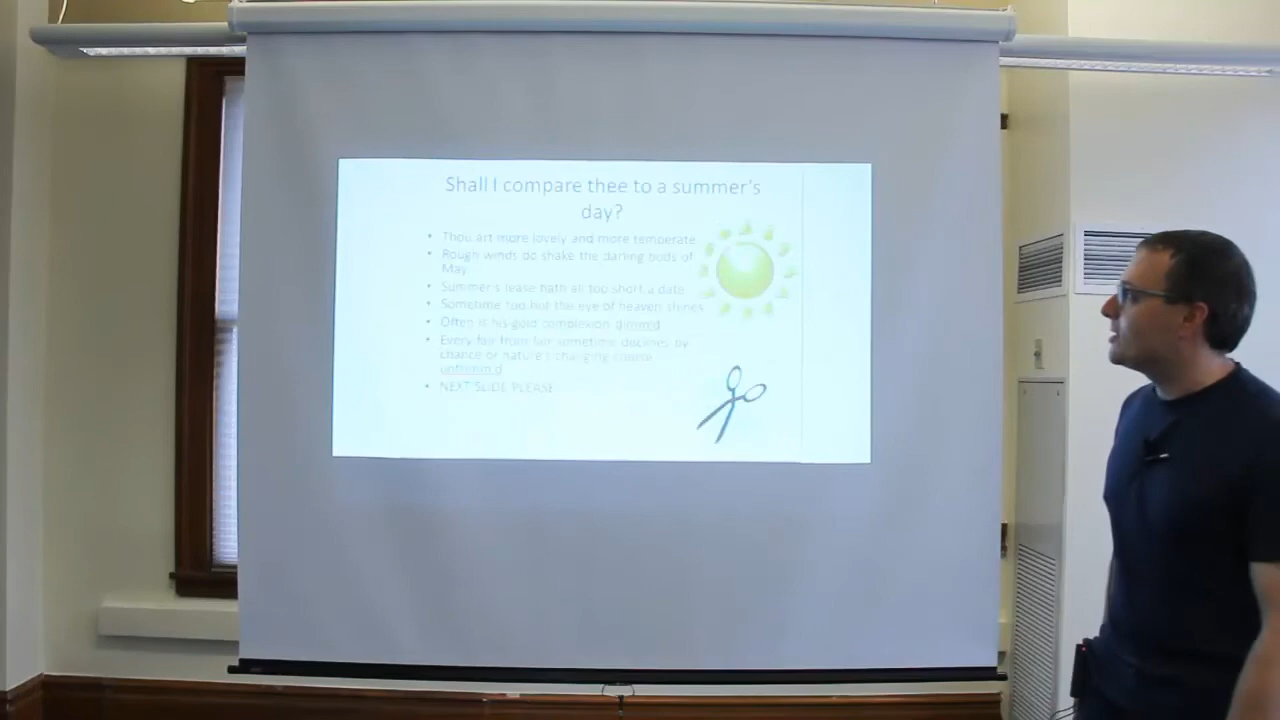 Shall I compare thee to a summer's
day?
• Thou art more lovely and more temperate
• Rough winds do shake the darling buds of
May
• Summer's lease hath all too short a date
• Sometime too hot the eye of heaven shines
• Often is his gold complexion dimm'd
• Every fair from fair sometime declines by
chance or nature's changing course
untrimm'd
• NEXT SLIDE PLEASE